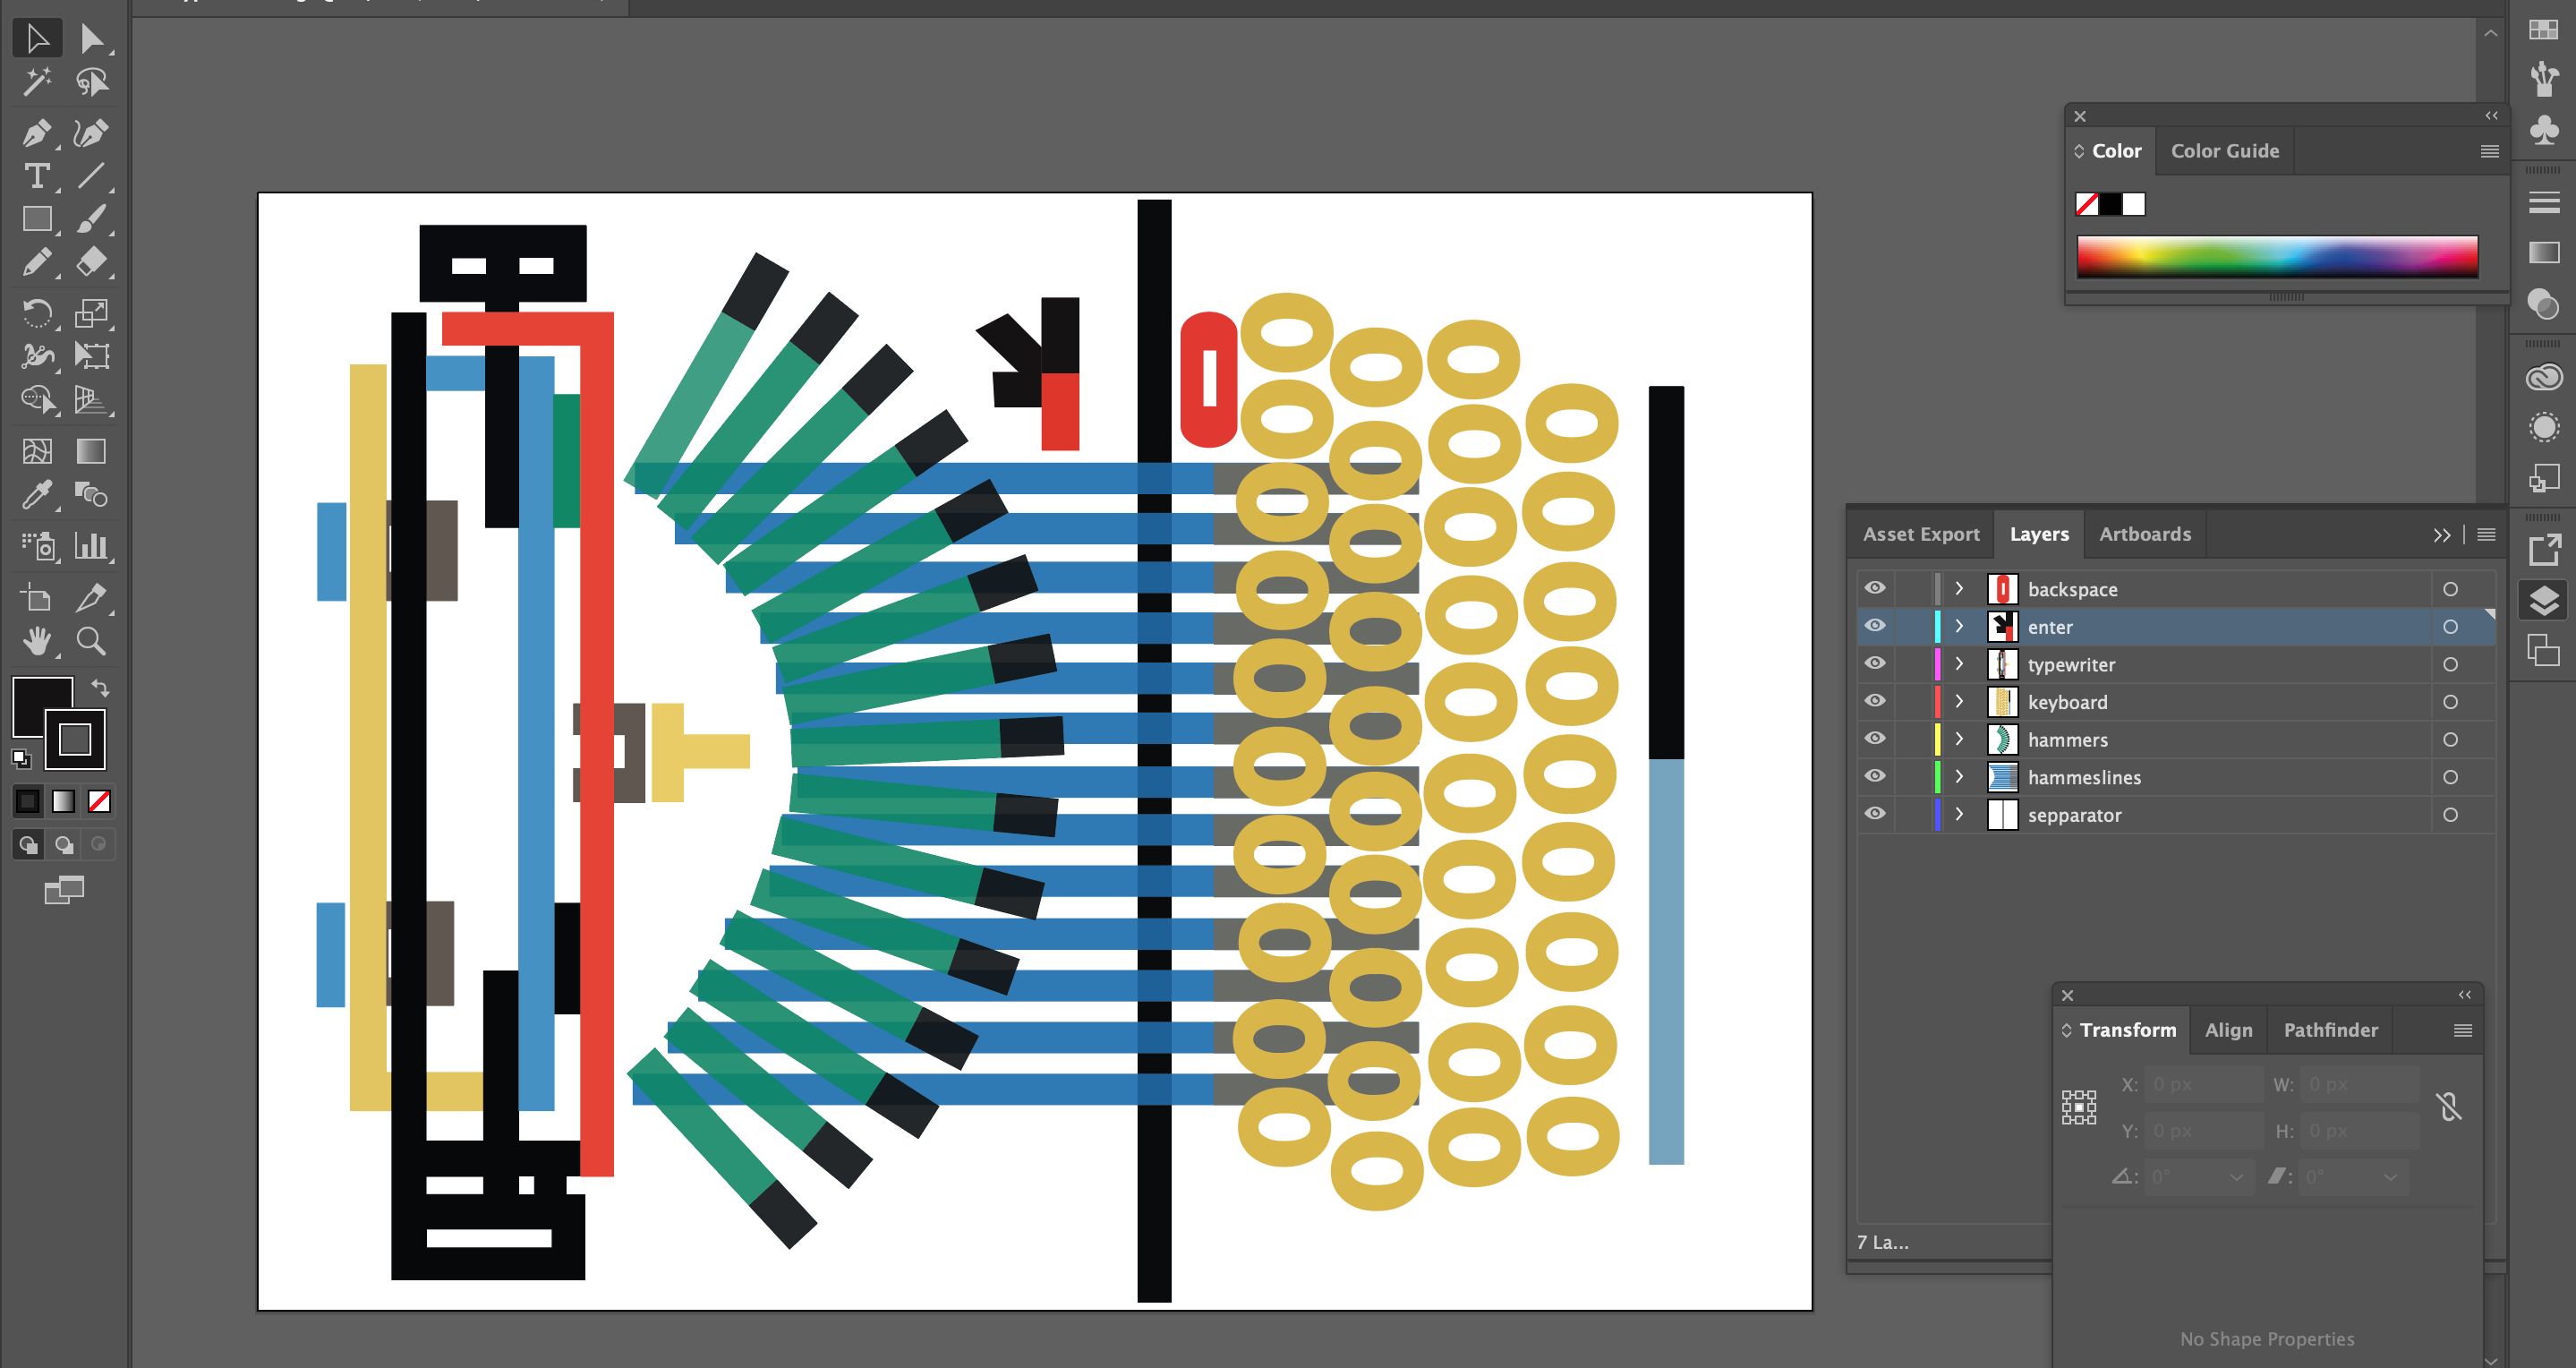 Color
Color Guide
Asset Export
Layers
Artboards
backspace
enter
typewriter
keyboard
hammers
hammeslines
sepparator
7 La...
Transform
Align
Pathfinder
X: 0 px
W: 0 px
Y: 0 px
H: 0 px
0°
0°
No Shape Properties